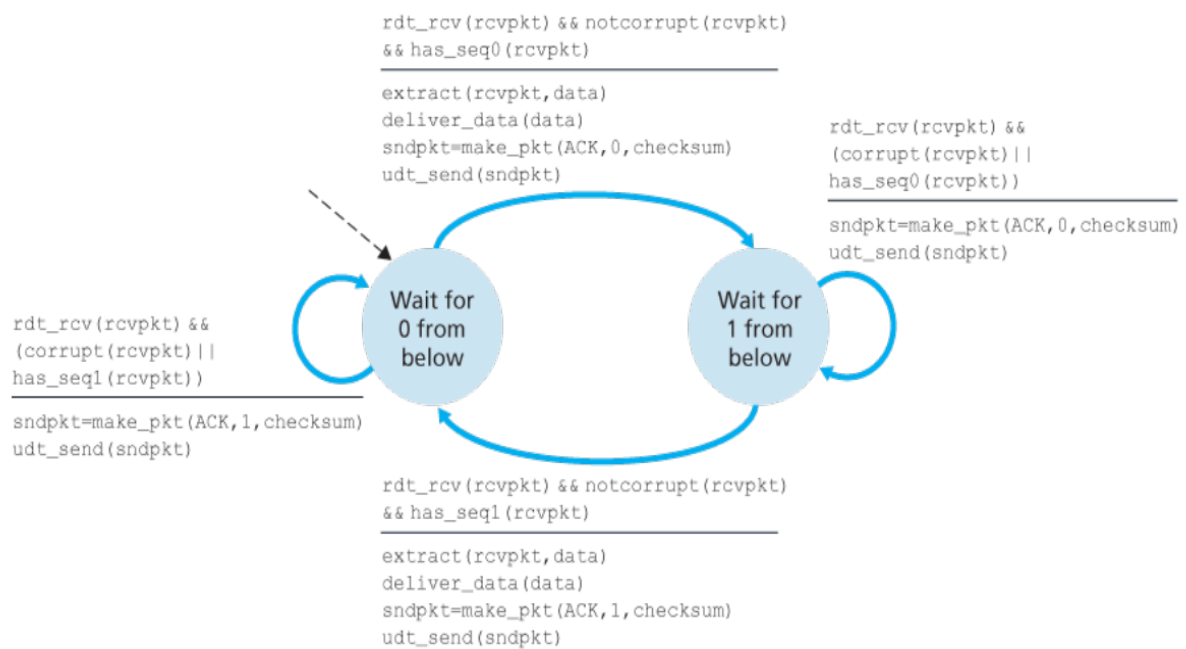 rdt_rcv(rcvpkt) && notcorrupt(rcvpkt)
&& has_seq0(rcvpkt)
extract(rcvpkt,data)
deliver_data(data)
sndpkt=make_pkt(ACK,0,checksum)
udt_send(sndpkt)
rdt_rcv(rcvpkt) &&
(corrupt(rcvpkt)||
has_seq0(rcvpkt))
sndpkt=make_pkt(ACK,0,checksum)
udt_send(sndpkt)
Wait for
0 from
below
Wait for
1 from
below
rdt_rcv(rcvpkt) &&
(corrupt(rcvpkt)||
has_seq1(rcvpkt))
sndpkt=make_pkt(ACK,1,checksum)
udt_send(sndpkt)
rdt_rcv(rcvpkt) && notcorrupt(rcvpkt)
&& has_seq1(rcvpkt)
extract(rcvpkt,data)
deliver_data(data)
sndpkt=make_pkt(ACK,1,checksum)
udt_send(sndpkt)